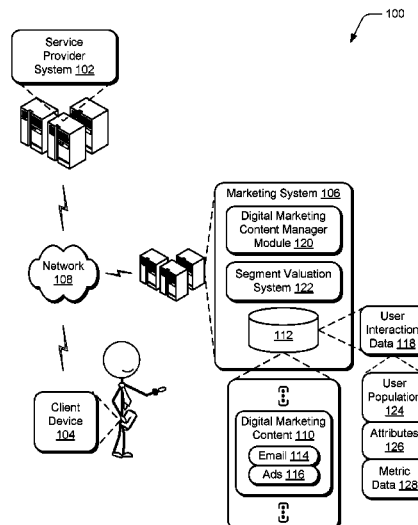 100
Service
Provider
System 102
Marketing System 106
Digital Marketing
Content Manager
Module 120
Segment Valuation
System 122
Network
108
112
User
Interaction
Data 118
Client
Device
104
Digital Marketing
Content 110
Email 114
Ads 116
User
Population
124
Attributes
126
Metric
Data 128